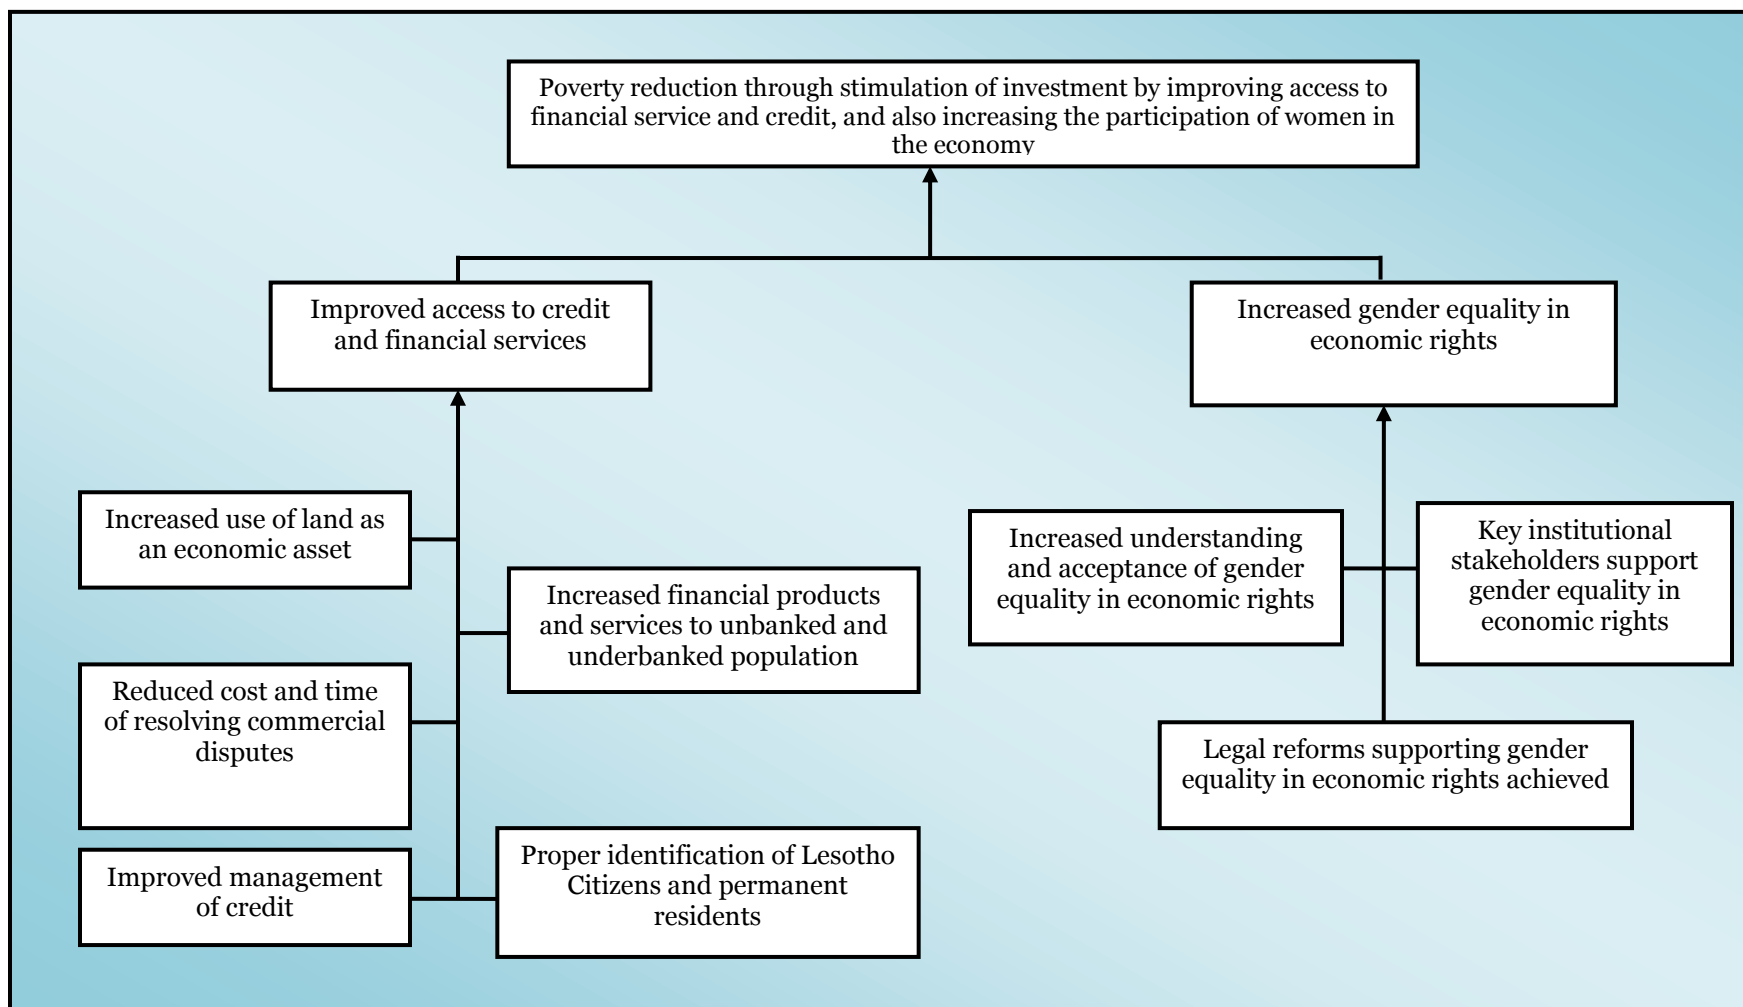 Poverty reduction through stimulation of investment by improving access to
financial service and credit, and also increasing the participation of women in
the economy
Improved access to credit
and financial services
Increased gender equality in
economic rights
Increased use of land as
an economic asset
Increased financial products
and services to unbanked and
underbanked population
Reduced cost and time
of resolving commercial
disputes
Improved management
of credit
Proper identification of Lesotho
Citizens and permanent
residents
Increased understanding
and acceptance of gender
equality in economic rights
Key institutional
stakeholders support
gender equality in
economic rights
Legal reforms supporting gender
equality in economic rights achieved